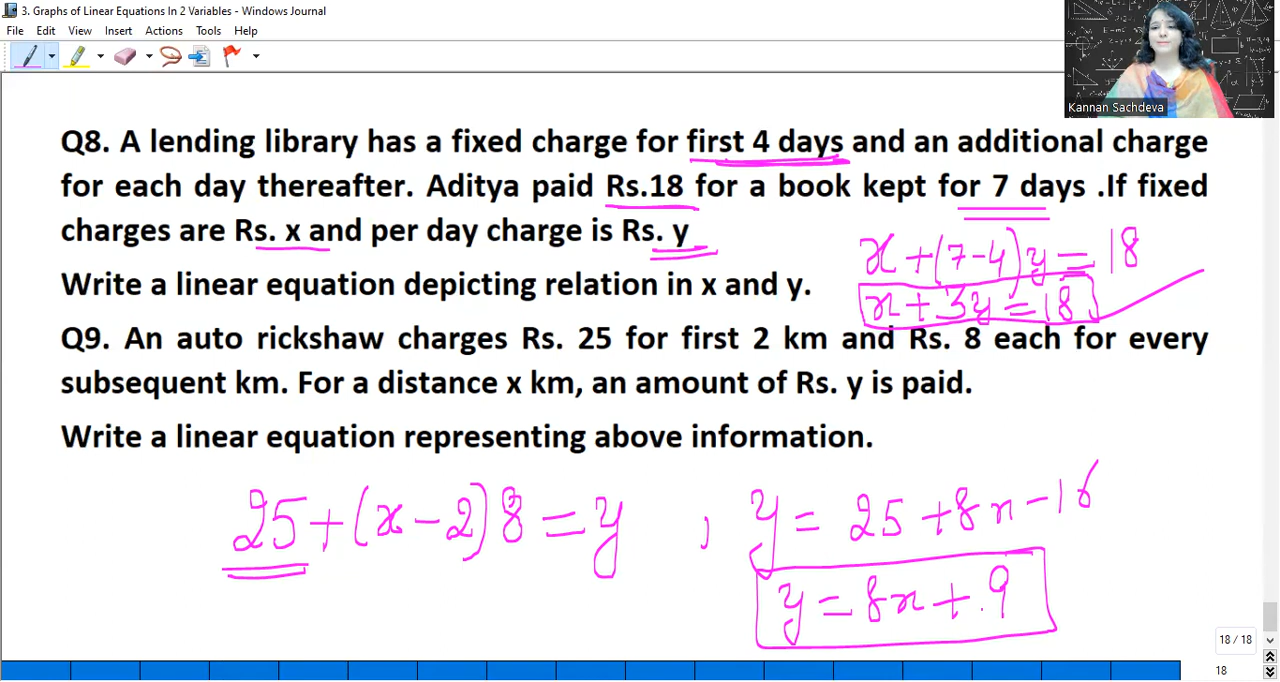 3. Graphs of Linear Equations In 2 Variables - Windows Journal
File Edit View Insert Actions Tools Help
Kannan Sachdeva
Q8. A lending library has a fixed charge for first 4 days and an additional charge
for each day thereafter. Aditya paid Rs.18 for a book kept for 7 days .If fixed
charges are Rs. x and per day charge is Rs. y
x + (7-4) y = 18
Write a linear equation depicting relation in x and y.
x + 3y = 18
Q9. An auto rickshaw charges Rs. 25 for first 2 km and Rs. 8 each for every
subsequent km. For a distance x km, an amount of Rs. y is paid.
Write a linear equation representing above information.
25 + (x - 2) 8 = y , y = 25 + 8x - 16
y = 8x + 9
18 / 18
18